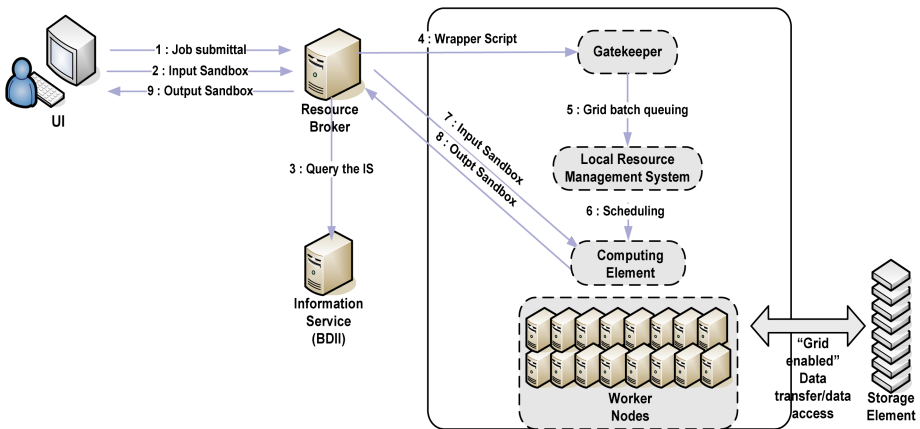 1 : Job submittal
2 : Input Sandbox
9 : Output Sandbox
UI
Resource
Broker
3 : Query the IS
Information
Service
(BDII)
4 : Wrapper Script
Gatekeeper
5 : Grid batch queuing
Local Resource
Management System
6 : Scheduling
7 : Input Sandbox
8 : Outpt Sandbox
Computing
Element
Worker
Nodes
“Grid
enabled”
Data
transfer/data
access
Storage
Element